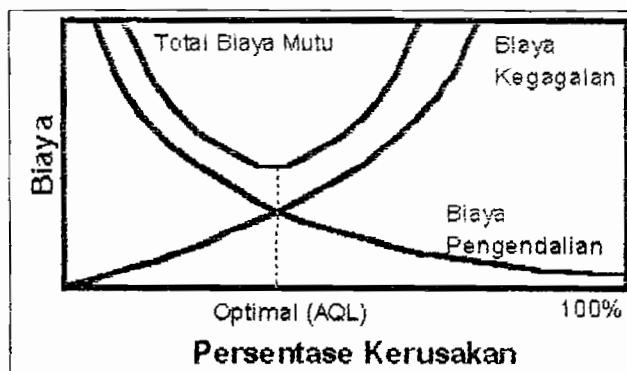 Total Biaya Mutu
Biaya
Kegagalan
Biaya
Biaya
Pengendalian
Optimal (AQL)
100%
Persentase Kerusakan